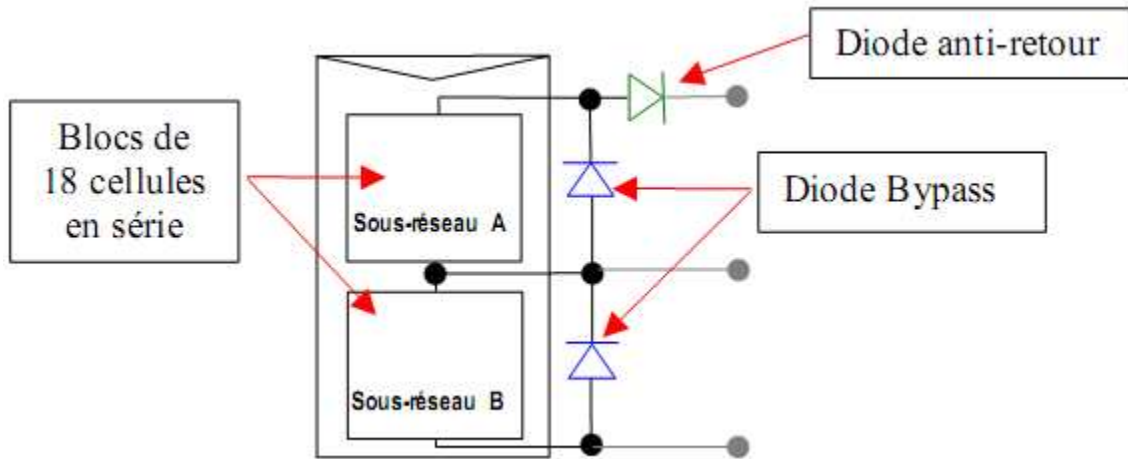 Diode anti-retour
Blocs de
18 cellules
en série
Diode Bypass
Sous-réseau A
Sous-réseau B